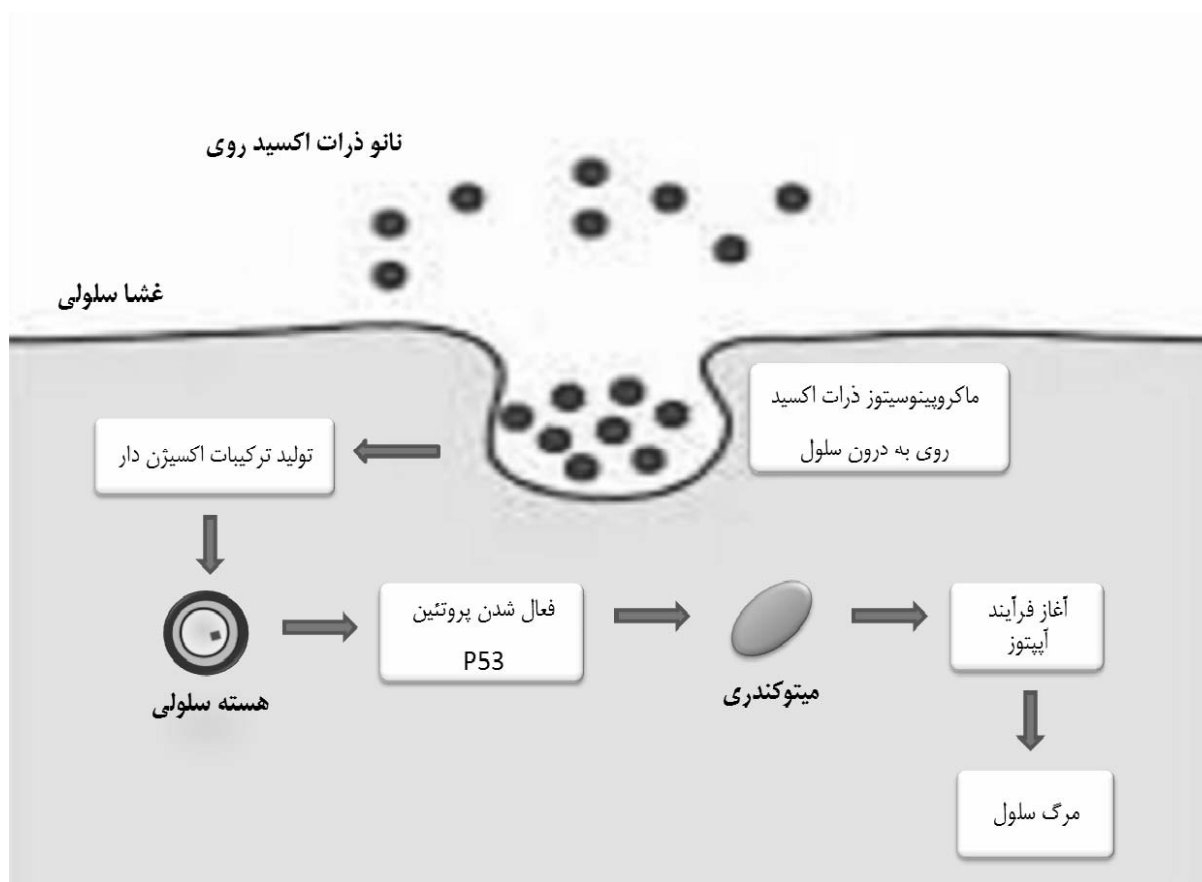 نانو ذرات اکسید روی
غشا سلولی
ماکروپینوسیتوز ذرات اکسید
روی به درون سلول
تولید ترکیبات اکسیژن دار
هسته سلولی
فعال شدن پروتئین
P53
میتوکندری
آغاز فرآیند
آپپتوز
مرگ سلول